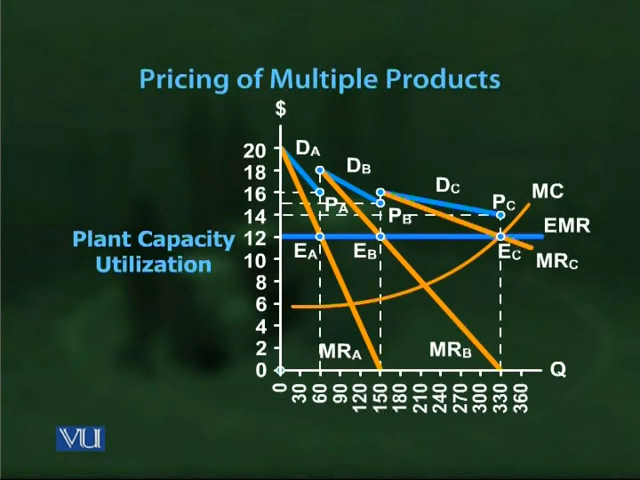 Pricing of Multiple Products
$
DA
DB
DC
PA
PB
PC
MC
EMR
MRC
EA
EB
EC
MRA
MRB
Q
20
18
16
14
12
10
8
6
4
2
0
0 30 60 90 120 150 180 210 240 270 300 330 360
Plant Capacity
Utilization
VU